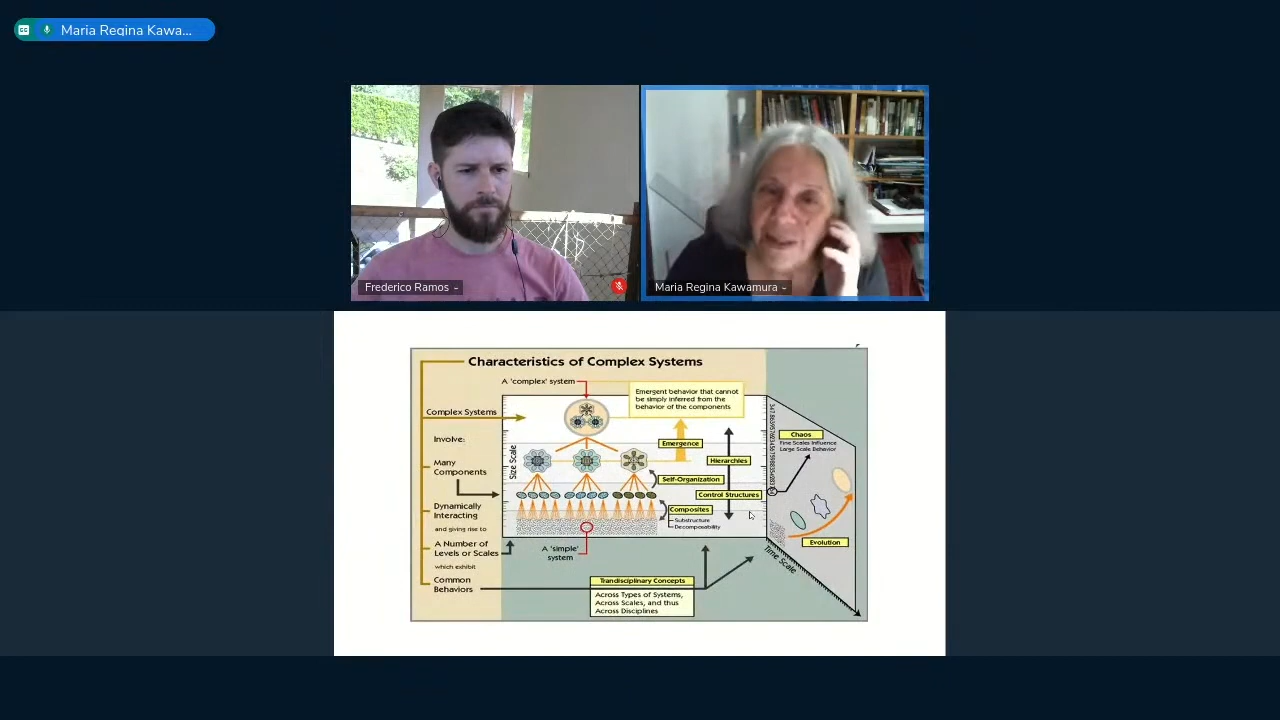 Maria Regina Kawa...
Frederico Ramos
Maria Regina Kawamura
Characteristics of Complex Systems
A 'complex' system
Emergent behavior that cannot
be simply inferred from the
behavior of the components
Complex Systems
Involve:
Many
Components
Dynamically
Interacting
and giving rise to
A Number of
Levels or Scales
which exhibit
Common
Behaviors
Size Scale
Emergence
Hierarchies
Self-Organization
Control Structures
Composites
Substructure
Decomposability
A 'simple'
system
Chaos
Fine Scales Influence
Large Scale Behavior
Evolution
Time Scale
Transdisciplinary Concepts
Across Types of Systems,
Across Scales, and thus
Across Disciplines